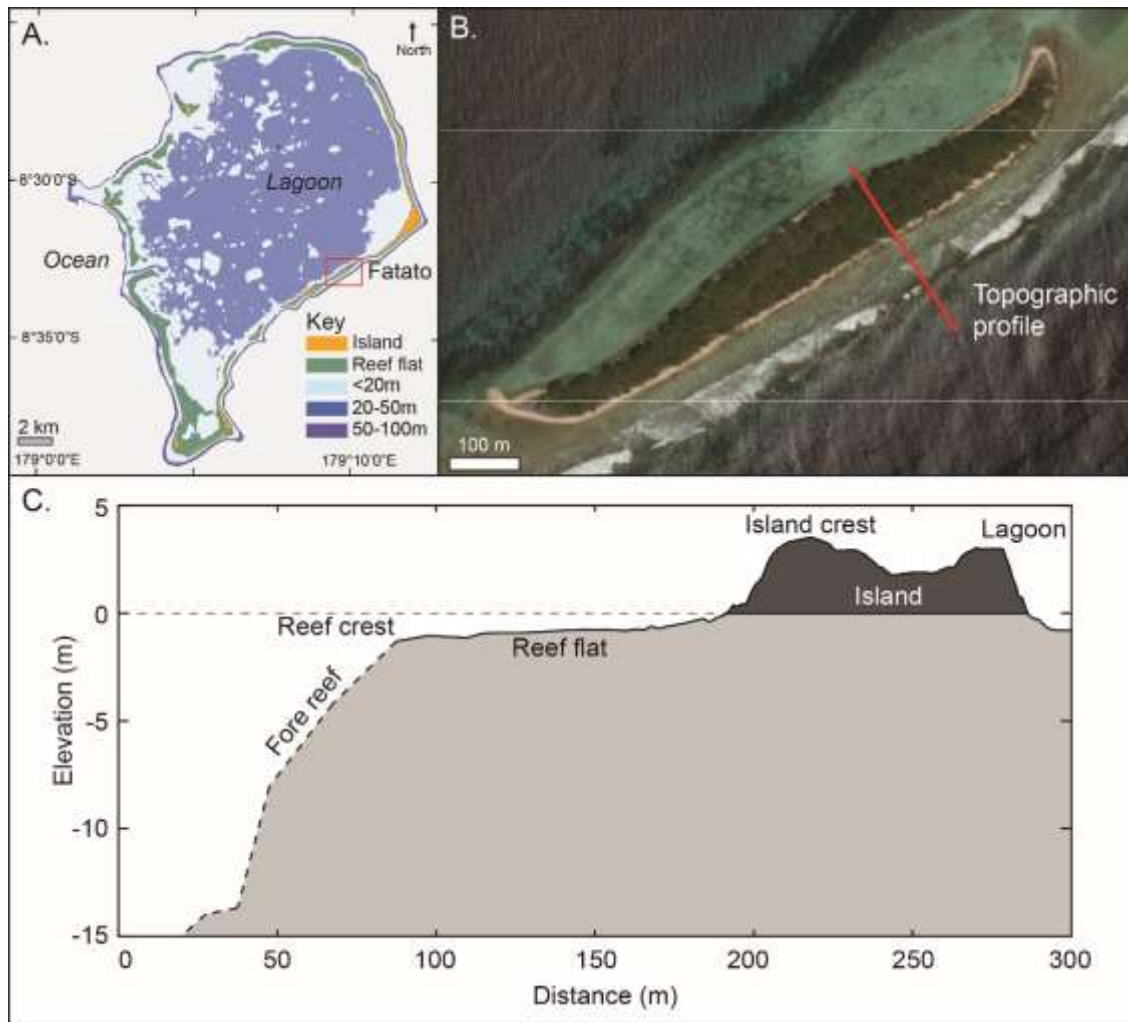 A.
North
8°30'0"S
Lagoon
Ocean
Fatato
Key
Island
Reef flat
<20m
20-50m
50-100m
8°35'0"S
2 km
179°0'0"E
179°10'0"E
B.
Topographic
profile
100 m
C.
5
0
-5
-10
-15
Elevation (m)
Island crest
Lagoon
Island
Reef crest
Reef flat
Fore reef
0
50
100
150
200
250
300
Distance (m)